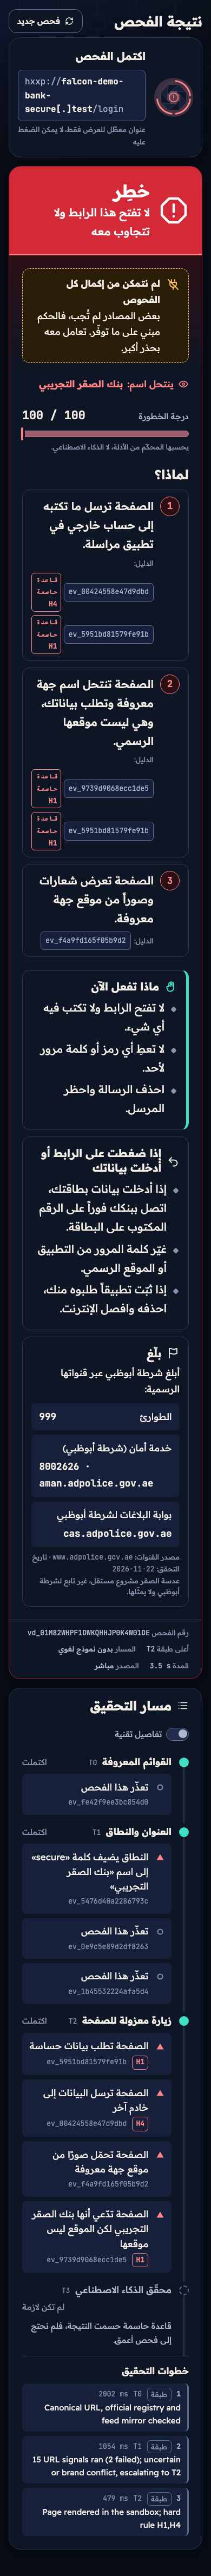 نتيجة الفحص
فحص جديد
اكتمل الفحص
hxxp://falcon-demo-
bank-
secure[.]test/login
عنوان معطّل للعرض فقط، لا يمكن الضغط
عليه
خطِر
لا تفتح هذا الرابط ولا
تتجاوب معه
لم نتمكن من إكمال كل
الفحوص
بعض المصادر لم تُجب، فالحكم
مبني على ما توفّر. تعامل معه
بحذر أكبر.
ينتحل اسم: بنك الصقر التجريبي
درجة الخطورة
100 / 100
يحسبها المحكّم من الأدلة، لا الذكاء الاصطناعي.
لماذا؟
1
الصفحة ترسل ما تكتبه
إلى حساب خارجي في
تطبيق مراسلة.
الدليل:
ev_00424558e47d9dbd
قاعدة
حاسمة
H4
ev_5951bd81579fe91b
قاعدة
حاسمة
H1
2
الصفحة تنتحل اسم جهة
معروفة وتطلب بياناتك،
وهي ليست موقعها
الرسمي.
الدليل:
ev_9739d9068ecc1de5
قاعدة
حاسمة
H1
ev_5951bd81579fe91b
قاعدة
حاسمة
H1
3
الصفحة تعرض شعارات
وصوراً من موقع جهة
معروفة.
الدليل: ev_f4a9fd165f05b9d2
ماذا تفعل الآن
لا تفتح الرابط ولا تكتب فيه
أي شيء.
لا تعطِ أي رمز أو كلمة مرور
لأحد.
احذف الرسالة واحظر
المرسل.
إذا ضغطت على الرابط أو
أدخلت بياناتك
إذا أدخلت بيانات بطاقتك،
اتصل ببنكك فوراً على الرقم
المكتوب على البطاقة.
غيّر كلمة المرور من التطبيق
أو الموقع الرسمي.
إذا ثبّت تطبيقاً طلبوه منك،
احذفه وافصل الإنترنت.
بلّغ
أبلغ شرطة أبوظبي عبر قنواتها
الرسمية:
الطوارئ
999
خدمة أمان (شرطة أبوظبي)
8002626 ·
aman.adpolice.gov.ae
بوابة البلاغات لشرطة أبوظبي
cas.adpolice.gov.ae
مصدر القنوات: www.adpolice.gov.ae · تاريخ
التحقق: 22-11-2026
عدسة الصقر مشروع مستقل، غير تابع لشرطة
أبوظبي ولا يمثّلها.
رقم الفحص vd_01M82WHPF1DWKQHHJP0K4W01DE
أعلى طبقة T2 المسار بدون نموذج لغوي
المدة 3.5 s المصدر مباشر
مسار التحقيق
تفاصيل تقنية
القوائم المعروفة T0
اكتملت
تعذّر هذا الفحص
ev_fe42f9ee3bc854d0
العنوان والنطاق T1
اكتملت
النطاق يضيف كلمة «secure»
إلى اسم «بنك الصقر
التجريبي»
ev_5476d40a2286793c
تعذّر هذا الفحص
ev_0e9c5e89d2df8263
تعذّر هذا الفحص
ev_1b45532224afa5d4
زيارة معزولة للصفحة T2
اكتملت
الصفحة تطلب بيانات حساسة
H1 ev_5951bd81579fe91b
الصفحة ترسل البيانات إلى
خادم آخر
H4 ev_00424558e47d9dbd
الصفحة تحمّل صورًا من
موقع جهة معروفة
ev_f4a9fd165f05b9d2
الصفحة تدّعي أنها بنك الصقر
التجريبي لكن الموقع ليس
موقعها
H1 ev_9739d9068ecc1de5
محقّق الذكاء الاصطناعي T3
لم تكن لازمة
قاعدة حاسمة حسمت النتيجة، فلم نحتج
إلى فحص أعمق.
خطوات التحقيق
1 طبقة T0 2002 ms
Canonical URL, official registry and
feed mirror checked
2 طبقة T1 1054 ms
15 URL signals ran (2 failed); uncertain
or brand conflict, escalating to T2
3 طبقة T2 479 ms
Page rendered in the sandbox; hard
rule H1,H4